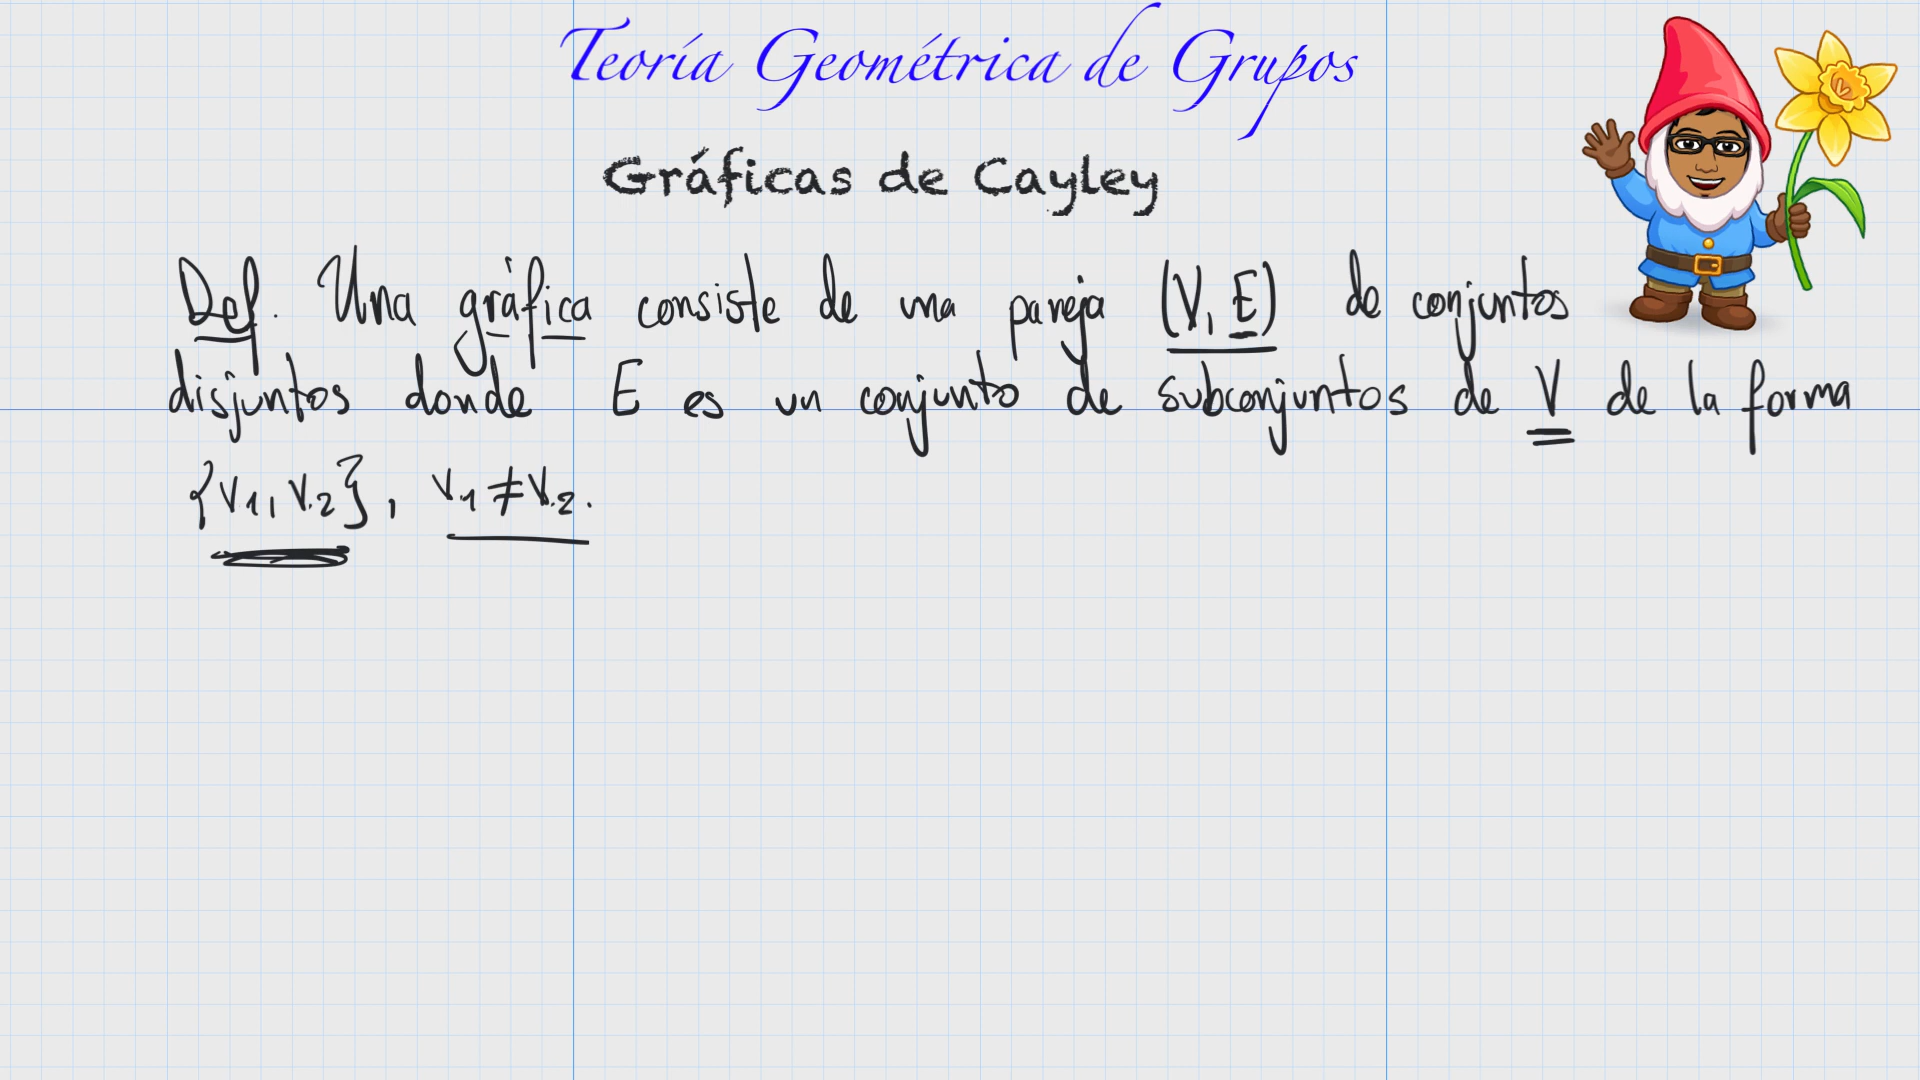 Teoría Geométrica de Grupos
Gráficas de Cayley
Def. Una gráfica consiste de una pareja (V, E) de conjuntos
disjuntos donde E es un conjunto de subconjuntos de V de la forma
{v₁, v₂}, v₁ ≠ v₂.